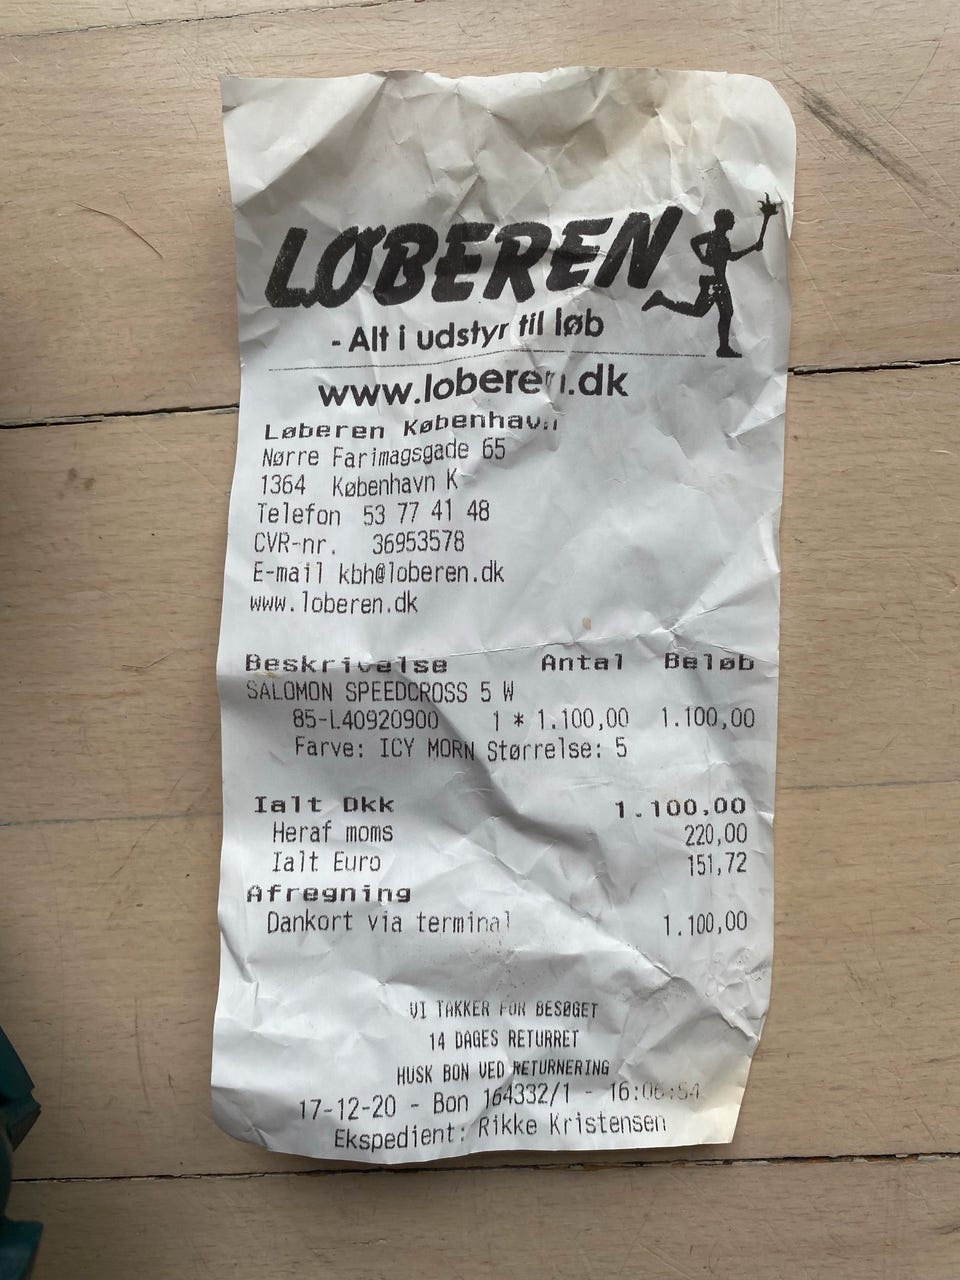 LØBEREN
- Alt i udstyr til løb
www.loberen.dk
Løberen København
Nørre Farimagsgade 65
1364 København K
Telefon 53 77 41 48
CVR-nr. 36953578
E-mail kbh@loberen.dk
www.loberen.dk
Beskrivelse Antal Beløb
SALOMON SPEEDCROSS 5 W
85-L40920900 1 * 1.100,00 1.100,00
Farve: ICY MORN Størrelse: 5
Ialt Dkk 1.100,00
Heraf moms 220,00
Ialt Euro 151,72
Afregning
Dankort via terminal 1.100,00
VI TAKKER FOR BESØGET
14 DAGES RETURRET
HUSK BON VED RETURNERING
17-12-20 - Bon 164332/1 - 16:06:54
Ekspedient: Rikke Kristensen